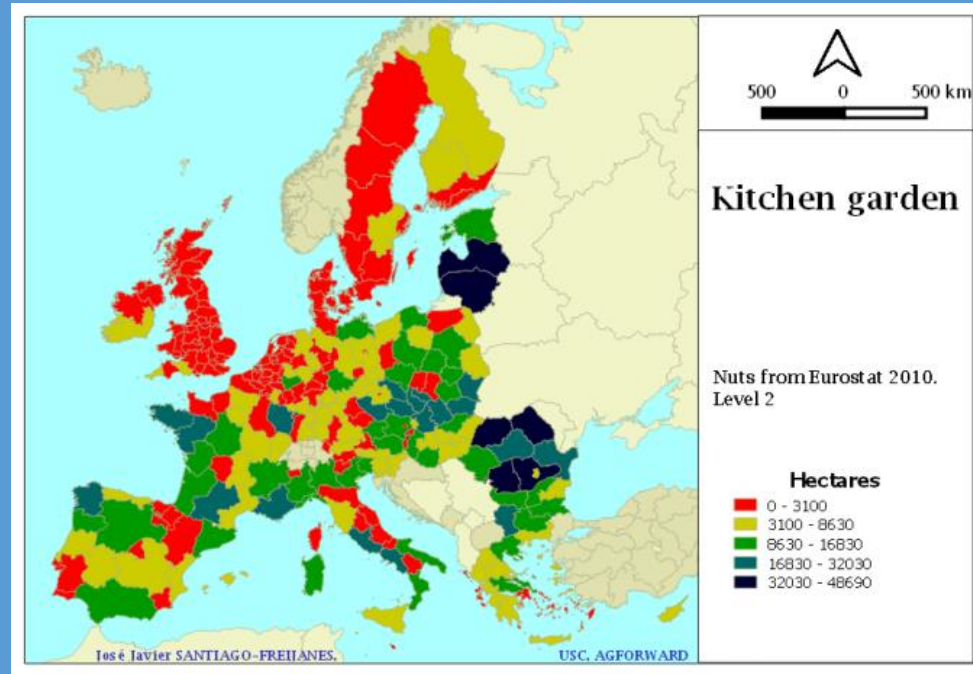 500 0 500 km
Kitchen garden
Nuts from Eurostat 2010.
Level 2
Hectares
0 - 3100
3100 - 8630
8630 - 16830
16830 - 32030
32030 - 48690
José Javier SANTIAGO-FREIJANES.
USC, AGFORWARD